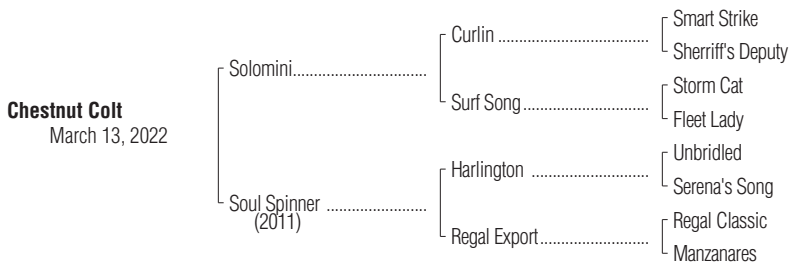 Chestnut Colt
March 13, 2022
Solomini
Soul Spinner
(2011)
Curlin
Surf Song
Harlington
Regal Export
Smart Strike
Sherriff's Deputy
Storm Cat
Fleet Lady
Unbridled
Serena's Song
Regal Classic
Manzanares